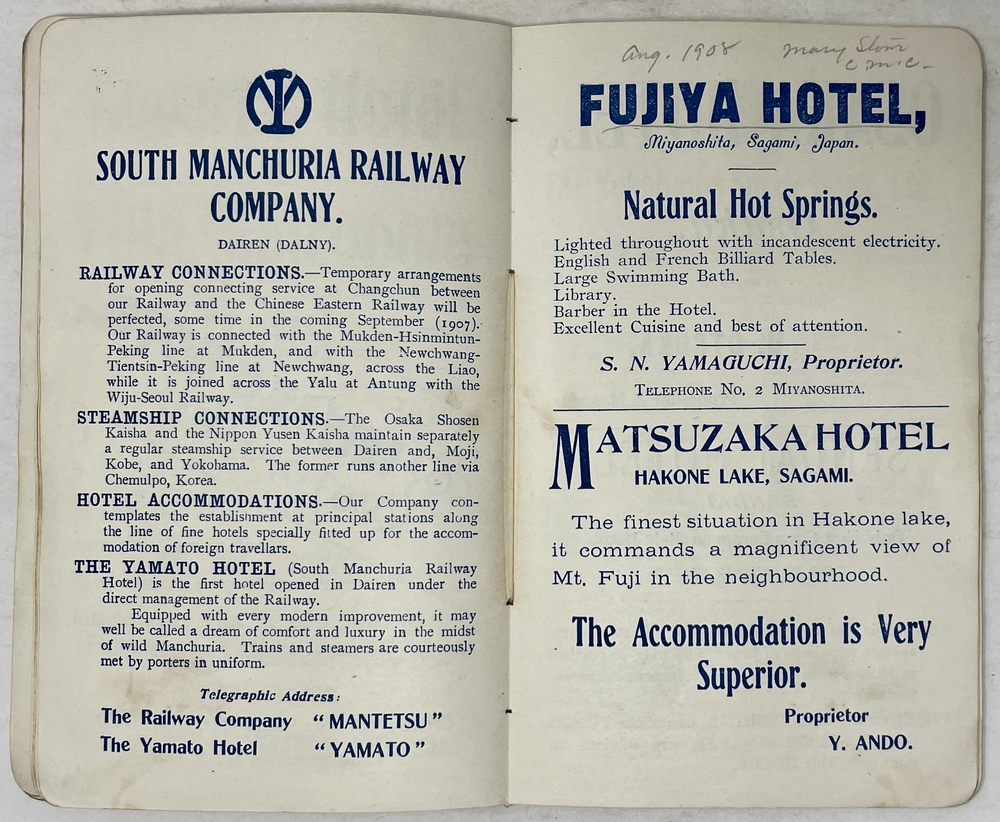 SOUTH MANCHURIA RAILWAY
COMPANY.
DAIREN (DALNY).
RAILWAY CONNECTIONS.—Temporary arrangements
for opening connecting service at Changchun between
our Railway and the Chinese Eastern Railway will be
perfected, some time in the coming September (1907).
Our Railway is connected with the Mukden-Hsinmintun-
Peking line at Mukden, and with the Newchwang-
Tientsin-Peking line at Newchwang, across the Liao,
while it is joined across the Yalu at Antung with the
Wiju-Seoul Railway.
STEAMSHIP CONNECTIONS.—The Osaka Shosen
Kaisha and the Nippon Yusen Kaisha maintain separately
a regular steamship service between Dairen and, Moji,
Kobe, and Yokohama. The former runs another line via
Chemulpo, Korea.
HOTEL ACCOMMODATIONS.—Our Company con-
templates the establishment at principal stations along
the line of fine hotels specially fitted up for the accom-
modation of foreign travellars.
THE YAMATO HOTEL (South Manchuria Railway
Hotel) is the first hotel opened in Dairen under the
direct management of the Railway.
Equipped with every modern improvement, it may
well be called a dream of comfort and luxury in the midst
of wild Manchuria. Trains and steamers are courteously
met by porters in uniform.
Telegraphic Address:
The Railway Company "MANTETSU"
The Yamato Hotel "YAMATO"
Aug. 1908 Mary
FUJIYA HOTEL,
Miyanoshita, Sagami, Japan.
Natural Hot Springs.
Lighted throughout with incandescent electricity.
English and French Billiard Tables.
Large Swimming Bath.
Library.
Barber in the Hotel.
Excellent Cuisine and best of attention.
S. N. YAMAGUCHI, Proprietor.
TELEPHONE NO. 2 MIYANOSHITA.
MATSUZAKA HOTEL
HAKONE LAKE, SAGAMI.
The finest situation in Hakone lake,
it commands a magnificent view of
Mt. Fuji in the neighbourhood.
The Accommodation is Very
Superior.
Proprietor
Y. ANDO.